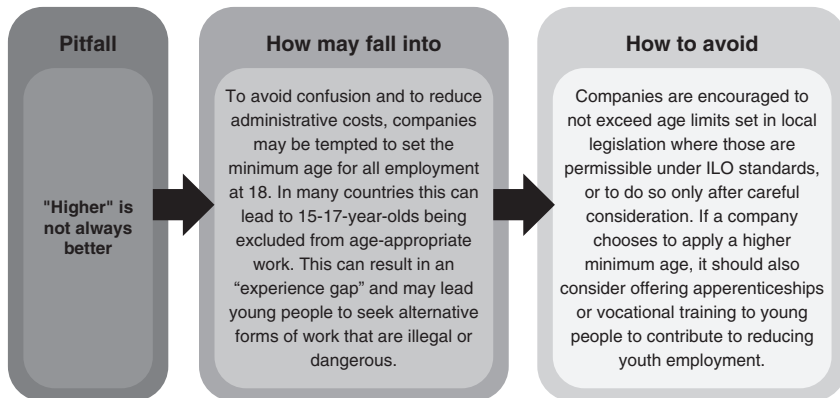 Pitfall
"Higher" is
not always
better
How may fall into
To avoid confusion and to reduce
administrative costs, companies
may be tempted to set the
minimum age for all employment
at 18. In many countries this can
lead to 15-17-year-olds being
excluded from age-appropriate
work. This can result in an
“experience gap” and may lead
young people to seek alternative
forms of work that are illegal or
dangerous.
How to avoid
Companies are encouraged to
not exceed age limits set in local
legislation where those are
permissible under ILO standards,
or to do so only after careful
consideration. If a company
chooses to apply a higher
minimum age, it should also
consider offering apperenticeships
or vocational training to young
people to contribute to reducing
youth employment.